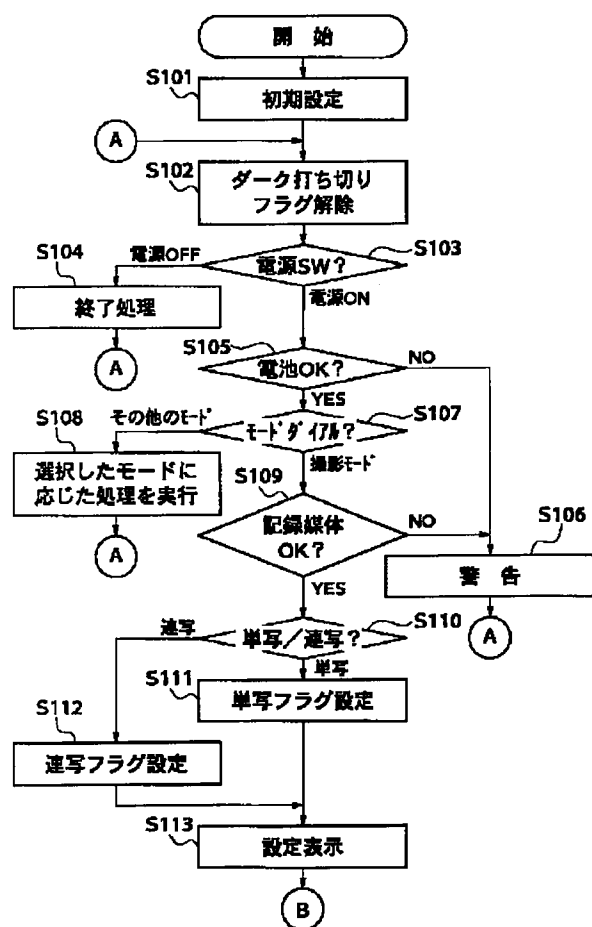 開 始
S101
初期設定
A
S102
ダーク打ち切り
フラグ解除
S103
電源SW？
S104
電源OFF
電源ON
終了処理
A
S105
電池OK？
NO
YES
S107
モードダイアル？
S108
その他のモード
撮影モード
選択したモードに
応じた処理を実行
A
S109
記録媒体
OK？
NO
YES
S106
警 告
A
S110
単写／連写？
連写
単写
S111
単写フラグ設定
S112
連写フラグ設定
S113
設定表示
B